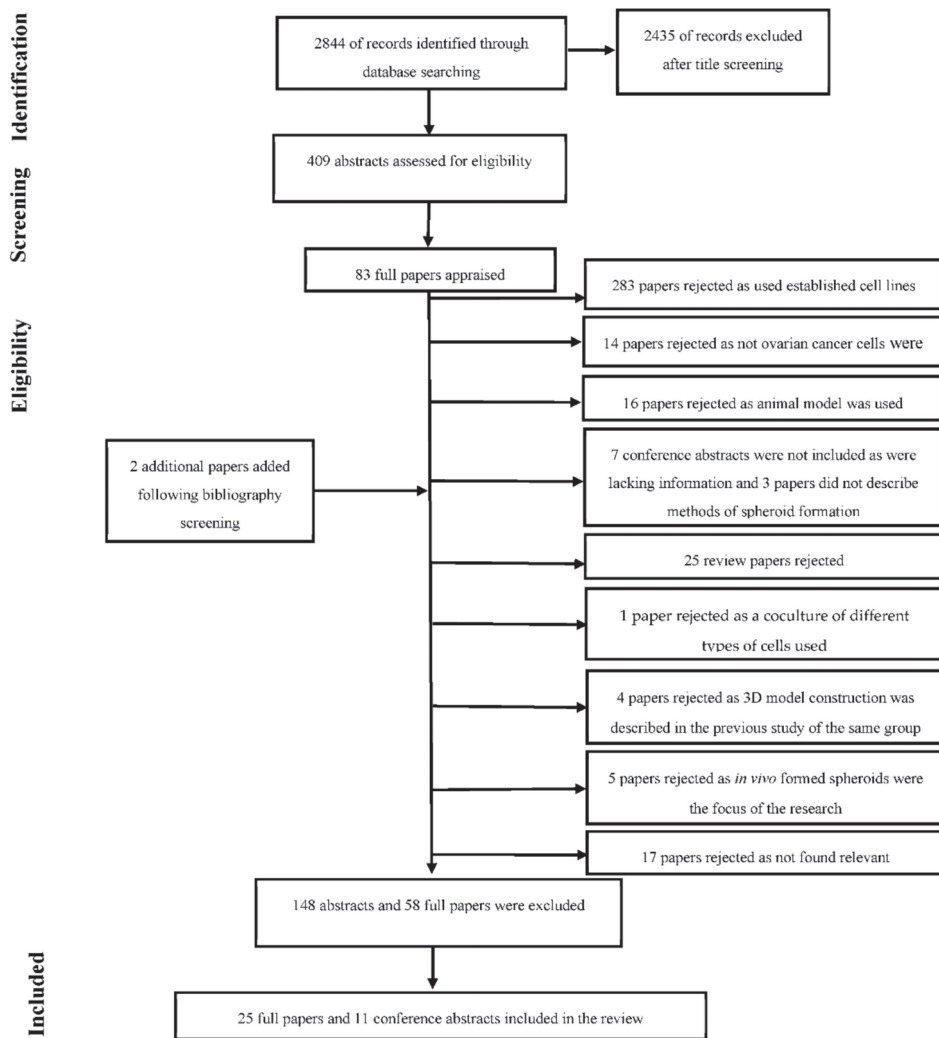 Identification
2844 of records identified through
database searching
2435 of records excluded
after title screening
Screening
409 abstracts assessed for eligibility
83 full papers appraised
Eligibility
283 papers rejected as used established cell lines
14 papers rejected as not ovarian cancer cells were
16 papers rejected as animal model was used
2 additional papers added
following bibliography
screening
7 conference abstracts were not included as were
lacking information and 3 papers did not describe
methods of spheroid formation
25 review papers rejected
1 paper rejected as a coculture of different
types of cells used
4 papers rejected as 3D model construction was
described in the previous study of the same group
5 papers rejected as in vivo formed spheroids were
the focus of the research
17 papers rejected as not found relevant
148 abstracts and 58 full papers were excluded
Included
25 full papers and 11 conference abstracts included in the review